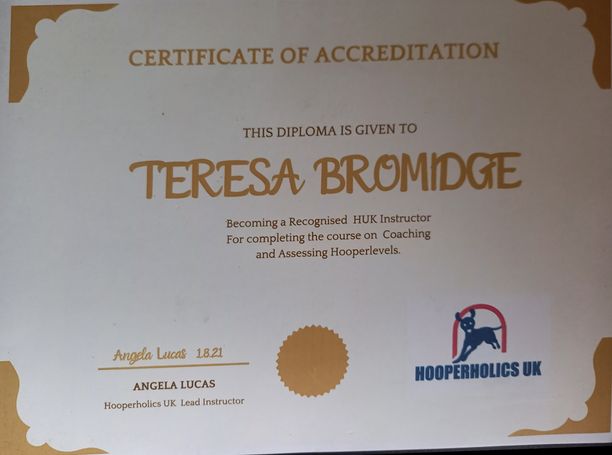 CERTIFICATE OF ACCREDITATION
THIS DIPLOMA IS GIVEN TO
TERESA BROMIDGE
Becoming a Recognised HUK Instructor
For completing the course on Coaching
and Assessing Hooperlevels.
Angela Lucas 1.8.21
ANGELA LUCAS
Hooperholics UK Lead Instructor
HOOPERHOLICS UK